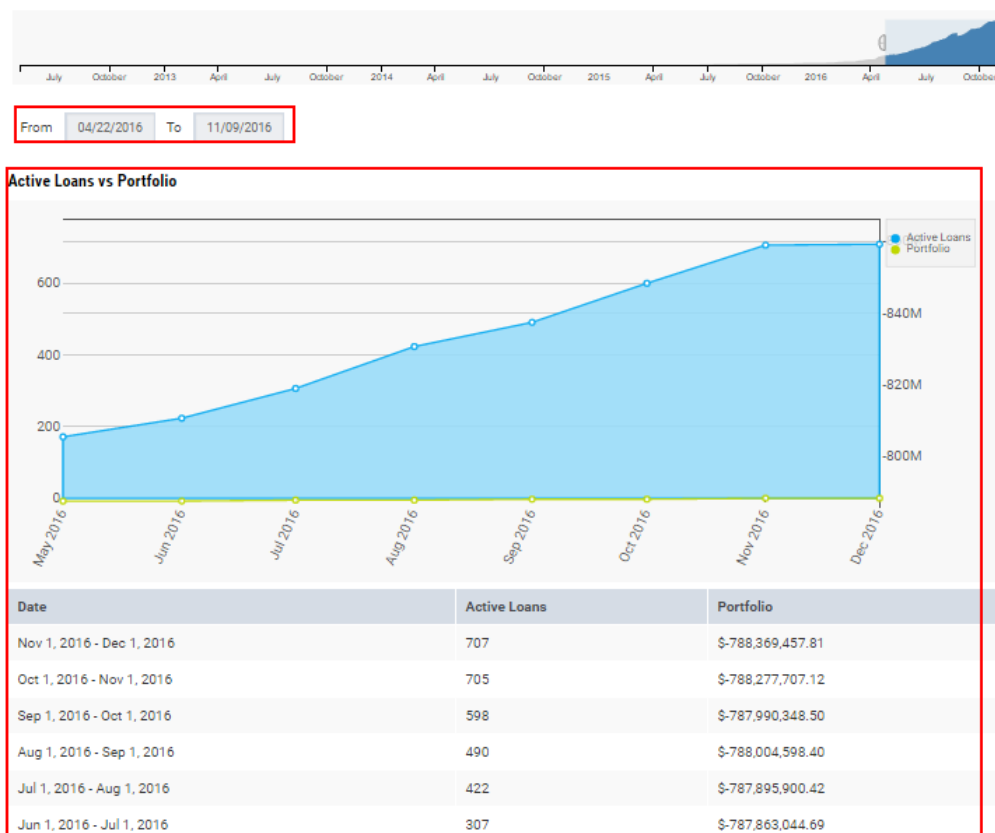 July October 2013 April July October 2014 April July October 2015 April July October 2016 April July October
From 04/22/2016 To 11/09/2016
Active Loans vs Portfolio
Active Loans
Portfolio
600
-840M
400
-820M
200
-800M
0
May 2016 Jun 2016 Jul 2016 Aug 2016 Sep 2016 Oct 2016 Nov 2016 Dec 2016
Date Active Loans Portfolio
Nov 1, 2016 - Dec 1, 2016 707 $-788,369,457.81
Oct 1, 2016 - Nov 1, 2016 705 $-788,277,707.12
Sep 1, 2016 - Oct 1, 2016 598 $-787,990,348.50
Aug 1, 2016 - Sep 1, 2016 490 $-788,004,598.40
Jul 1, 2016 - Aug 1, 2016 422 $-787,895,900.42
Jun 1, 2016 - Jul 1, 2016 307 $-787,863,044.69